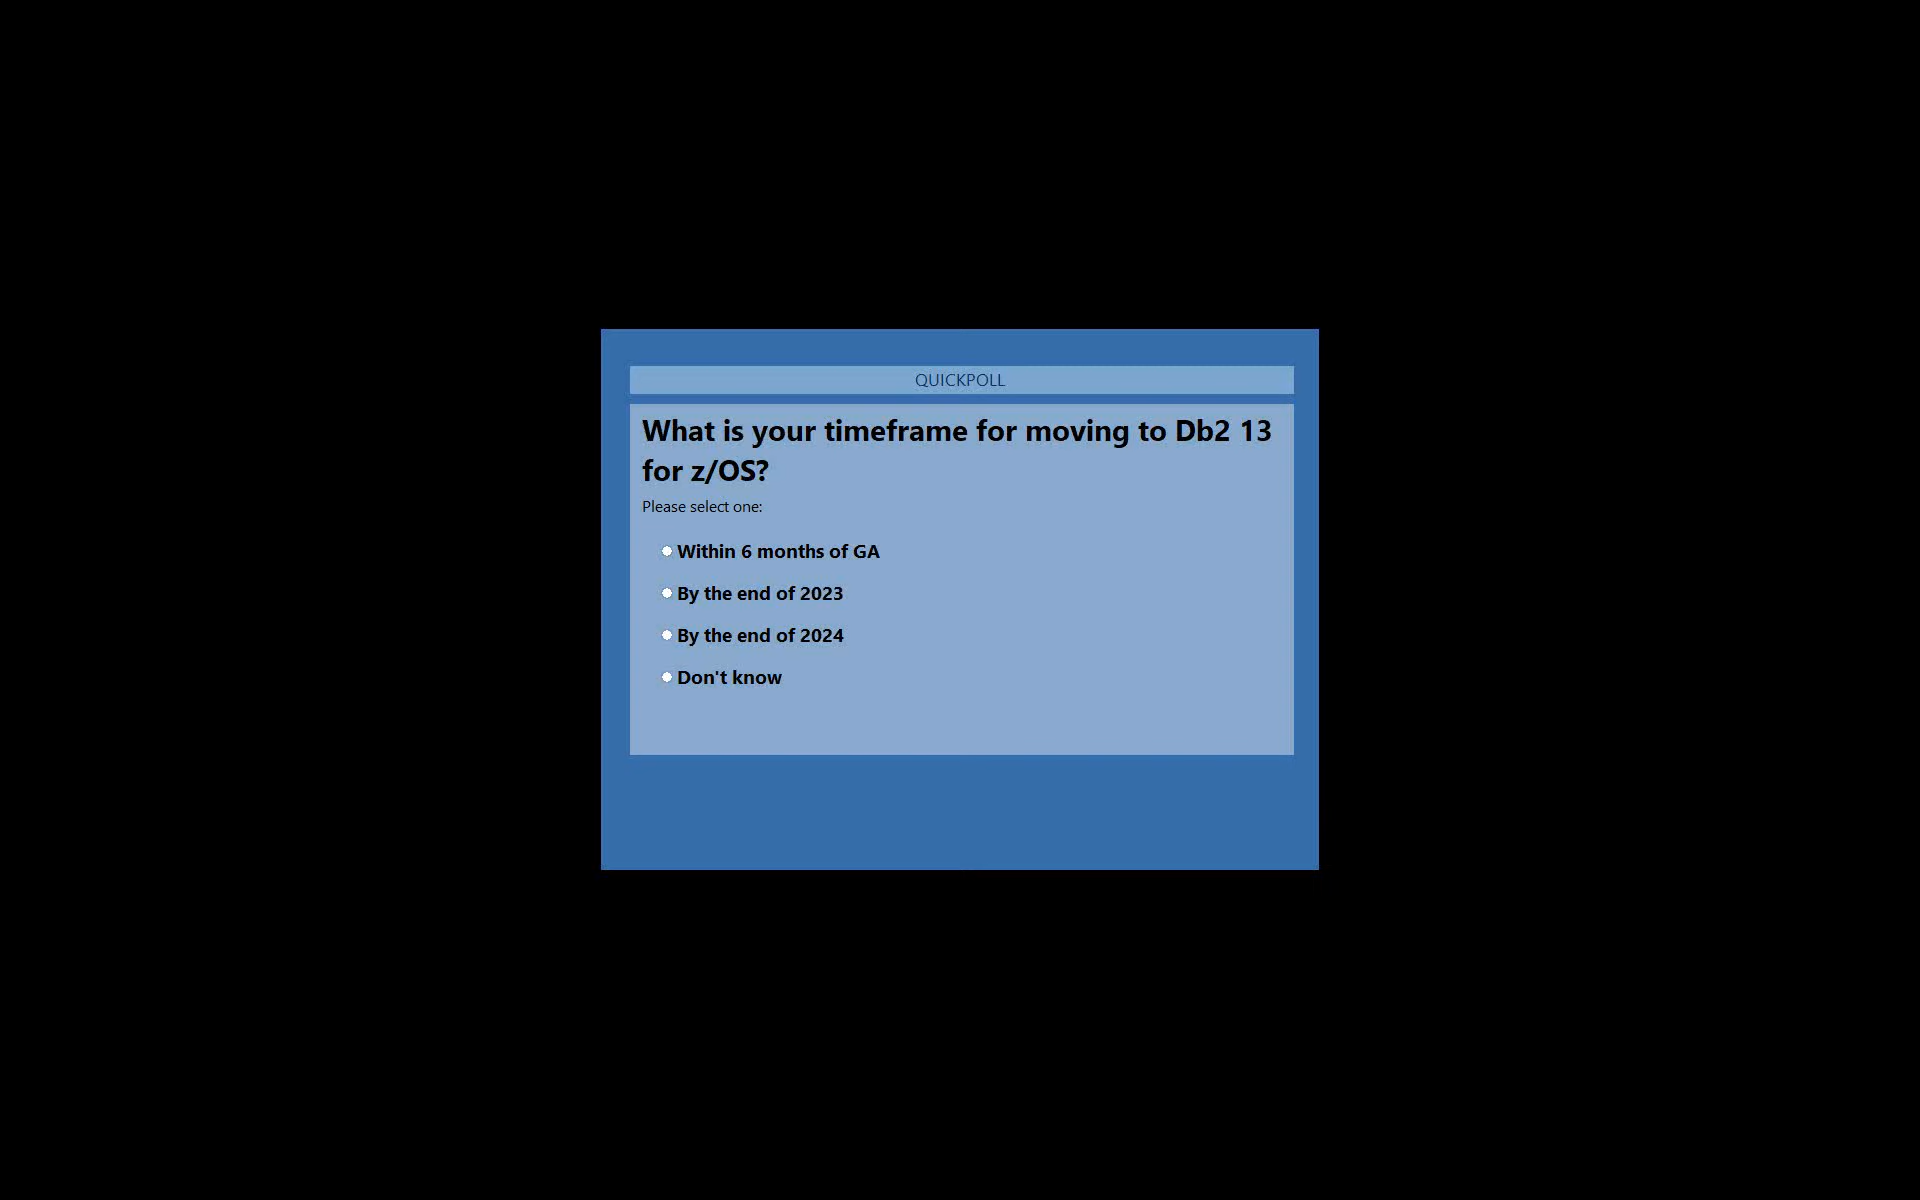 QUICKPOLL
What is your timeframe for moving to Db2 13
for z/OS?
Please select one:
Within 6 months of GA
By the end of 2023
By the end of 2024
Don't know